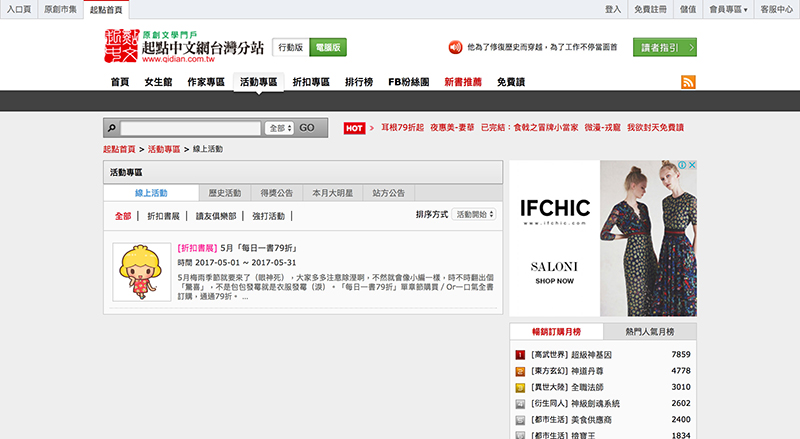 入口頁 原創市集 起點首頁 登入 免費註冊 儲值 會員專區▾ 客服中心
原創文學門戶
起點中文網台灣分站 行動版 電腦版 他為了修復歷史而穿越，為了工作不停當面首 讀者指引
www.qidian.com.tw
首頁 女生館 作家專區 活動專區 折扣專區 排行榜 FB粉絲團 新書推薦 免費讀
全部 GO HOT » 耳根79折起 夜惠美-妻華 已完結：食戟之冒牌小當家 微漫-戎寵 我欲封天免費讀
起點首頁 > 活動專區 > 線上活動
活動專區
線上活動 歷史活動 得獎公告 本月大明星 站方公告
全部 | 折扣書展 | 讀友俱樂部 | 強打活動 | 排序方式 活動開始
[折扣書展] 5月「每日一書79折」
時間 2017-05-01 ~ 2017-05-31
5月梅雨季節就要來了（眼神死），大家多多注意除溼啊，不然就會像小編一樣，時不時翻出個
「驚喜」，不是包包發霉就是衣服發霉（淚）。「每日一書79折」單章節購買 / Or一口氣全書
訂購，通通79折。 ...
IFCHIC
www.ifchic.com
SALONI
SHOP NOW
暢銷訂購月榜 熱門人氣月榜
1 [高武世界] 超級神基因 7859
2 [東方玄幻] 神道丹尊 4778
3 [異世大陸] 全職法師 3010
4 [衍生同人] 神級劍魂系統 2602
5 [都市生活] 美食供應商 2400
[都市生活] 撿寶王 1834